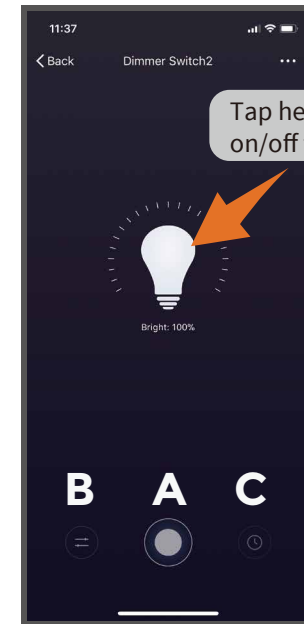 11:37
Back
Dimmer Switch2
Tap he
on/off
Bright: 100%
B A C